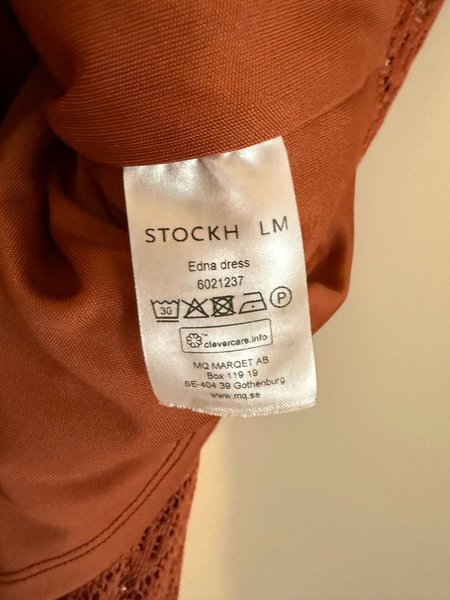 STOCKH LM
Edna dress
6021237
30 P
clevercare.info
MQ MARQET AB
Box 119 19
SE-404 39 Gothenburg
www.mq.se